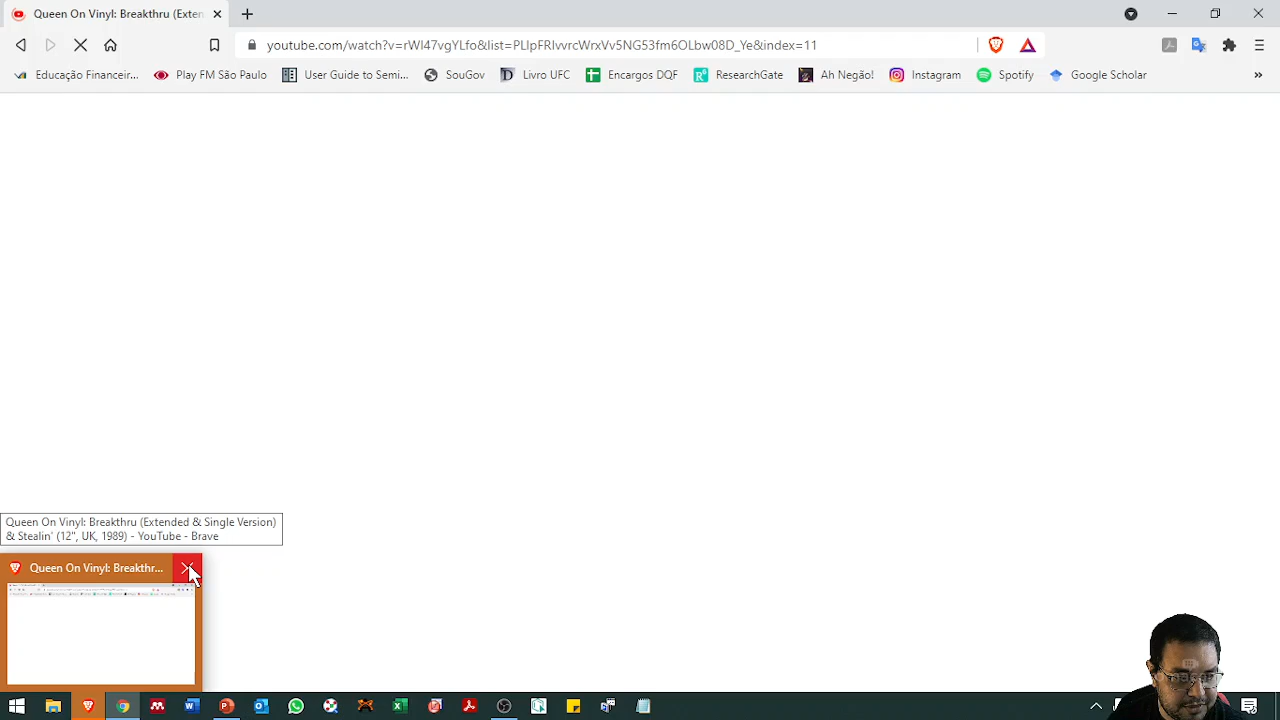 Queen On Vinyl: Breakthru (Exten
youtube.com/watch?v=rWI47vgYLDs&list=PLIpFRIvvrcWrxVv5NG53fm6OLbw08D_Ye&index=11
Educação Financeir... Play FM São Paulo User Guide to Semi... SouGov Livro UFC Encargos DQF ResearchGate Ah Negão! Instagram Spotify Google Scholar »
Queen On Vinyl: Breakthru (Extended & Single Version)
& Stealin' (12", UK, 1989) - YouTube - Brave
Queen On Vinyl: Breakthr...